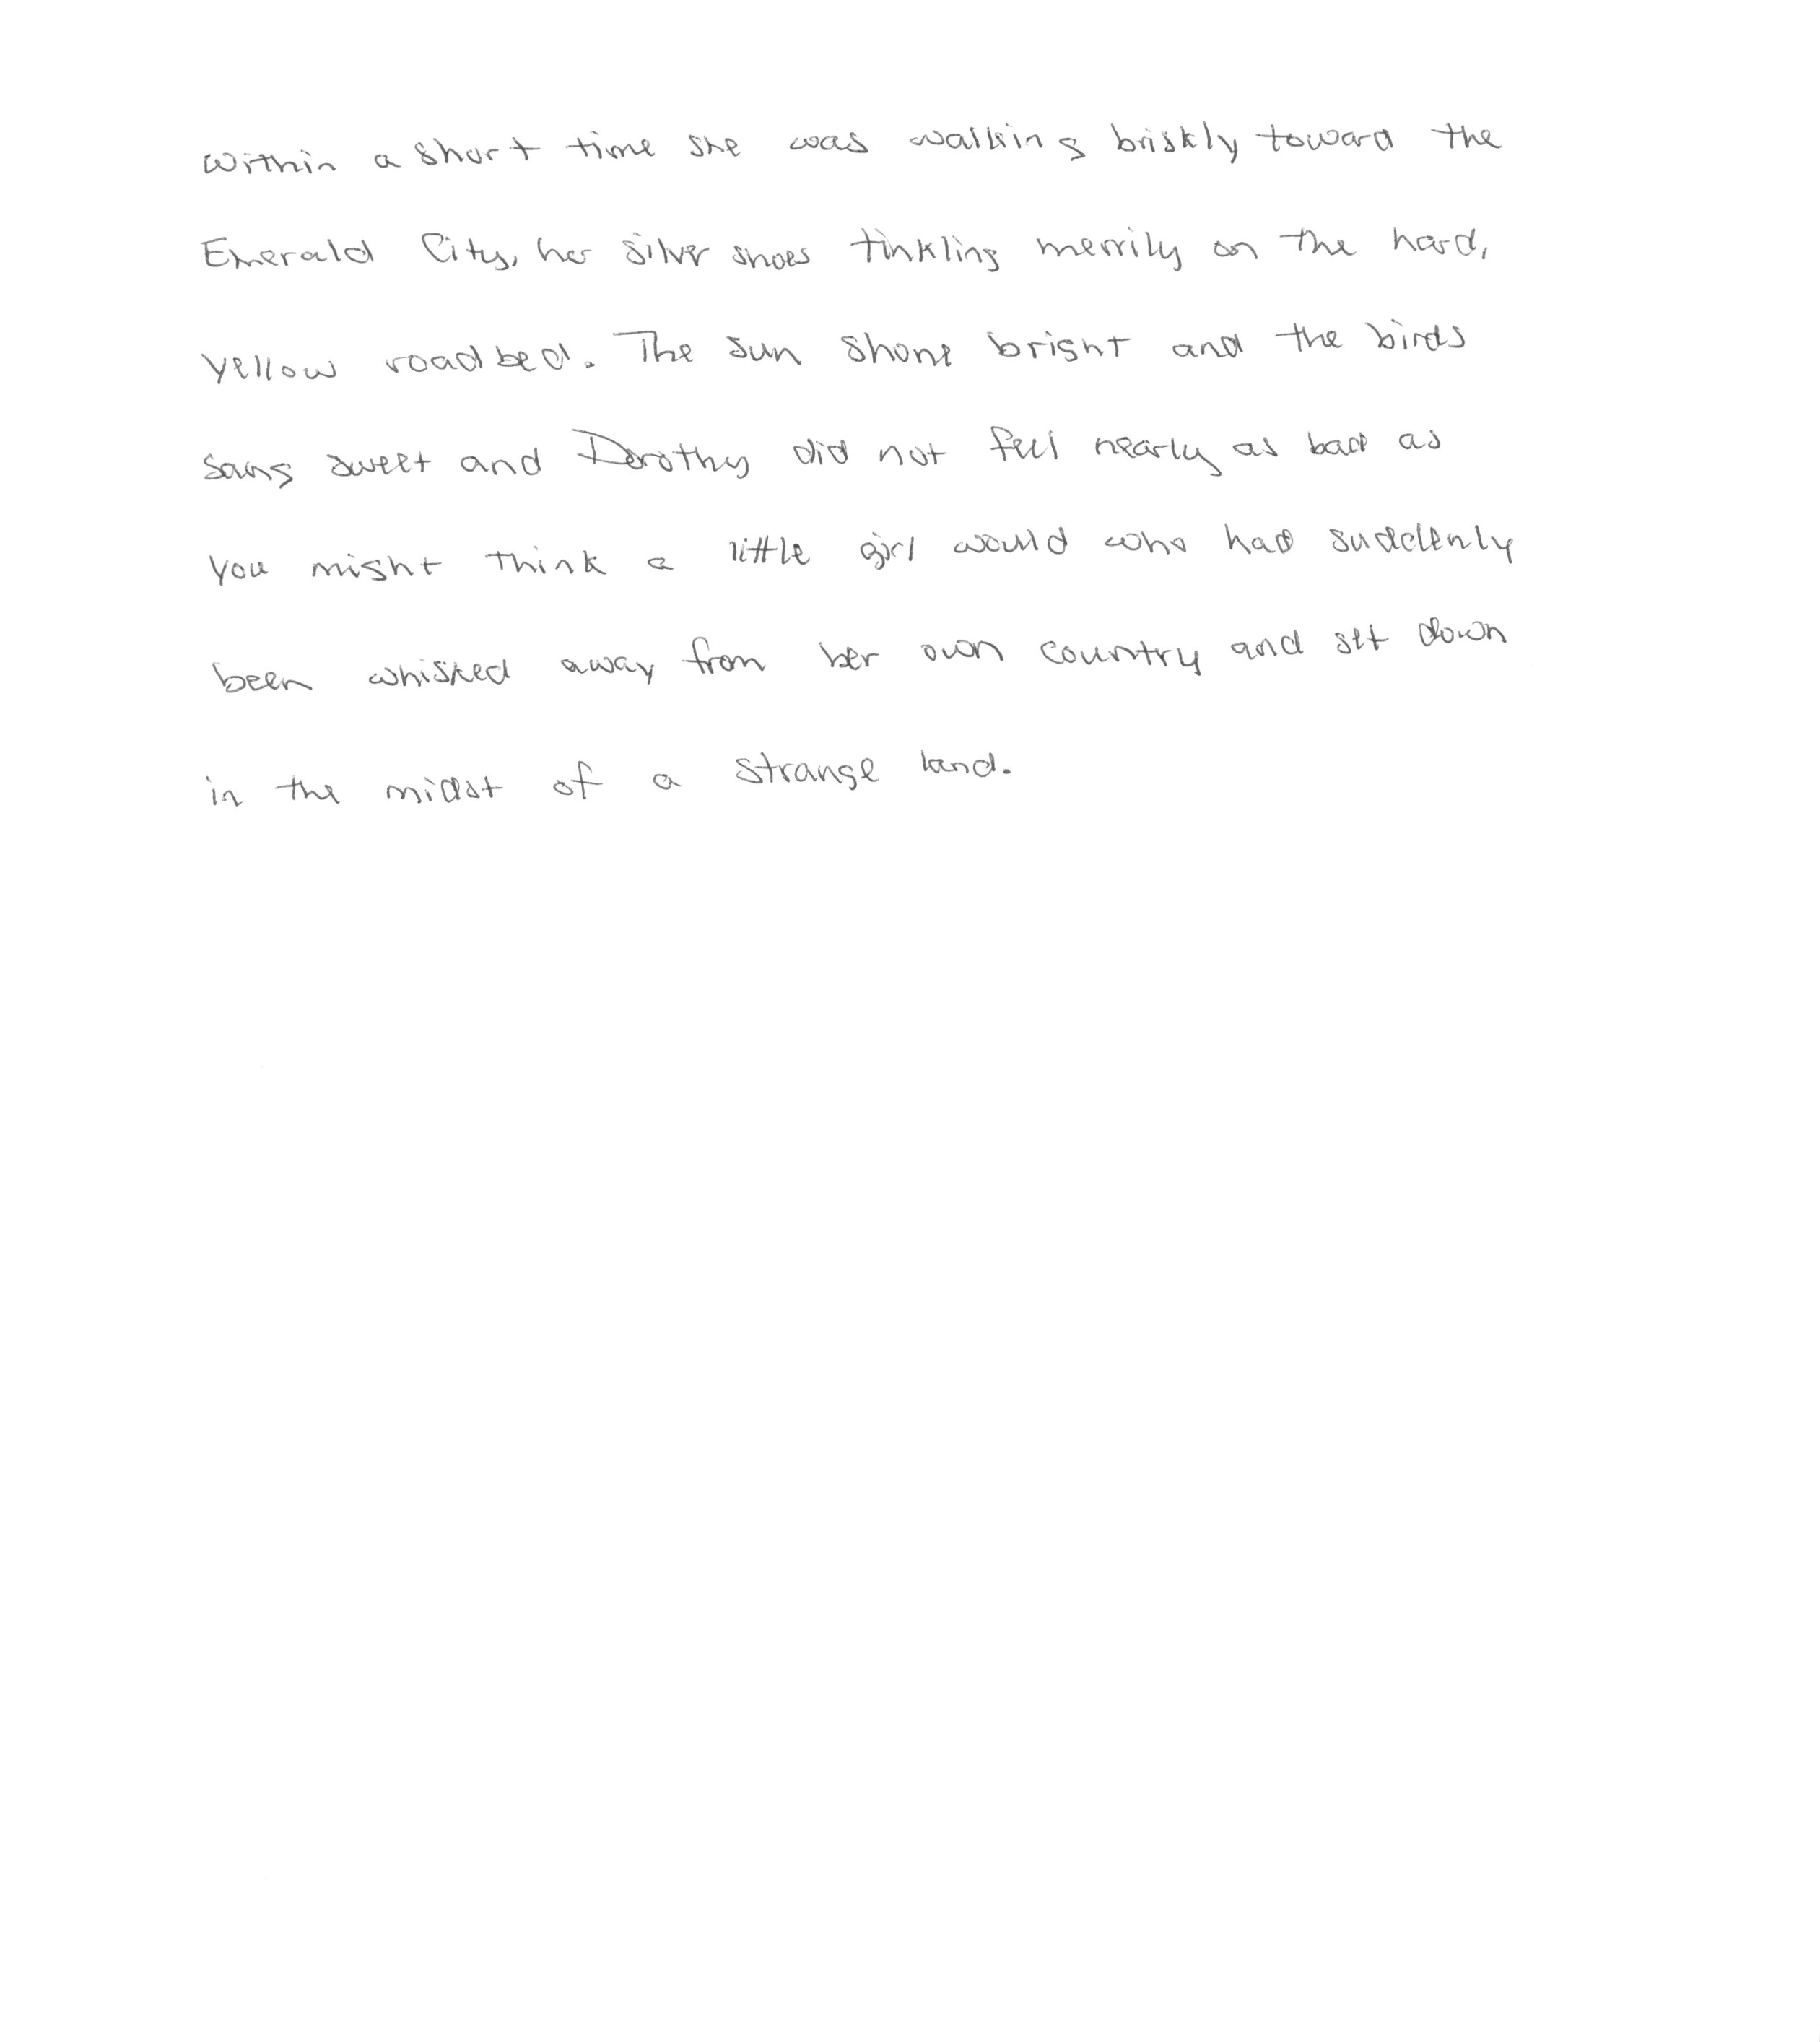 Within a short time she was walking briskly toward the
Emerald City, her silver shoes tinkling merrily on the hard,
yellow roadbed. The sun shone bright and the birds
sang sweet and Dorothy did not feel nearly as bad as
you might think a little girl would who had suddenly
been whisked away from her own country and set down
in the midst of a strange land.